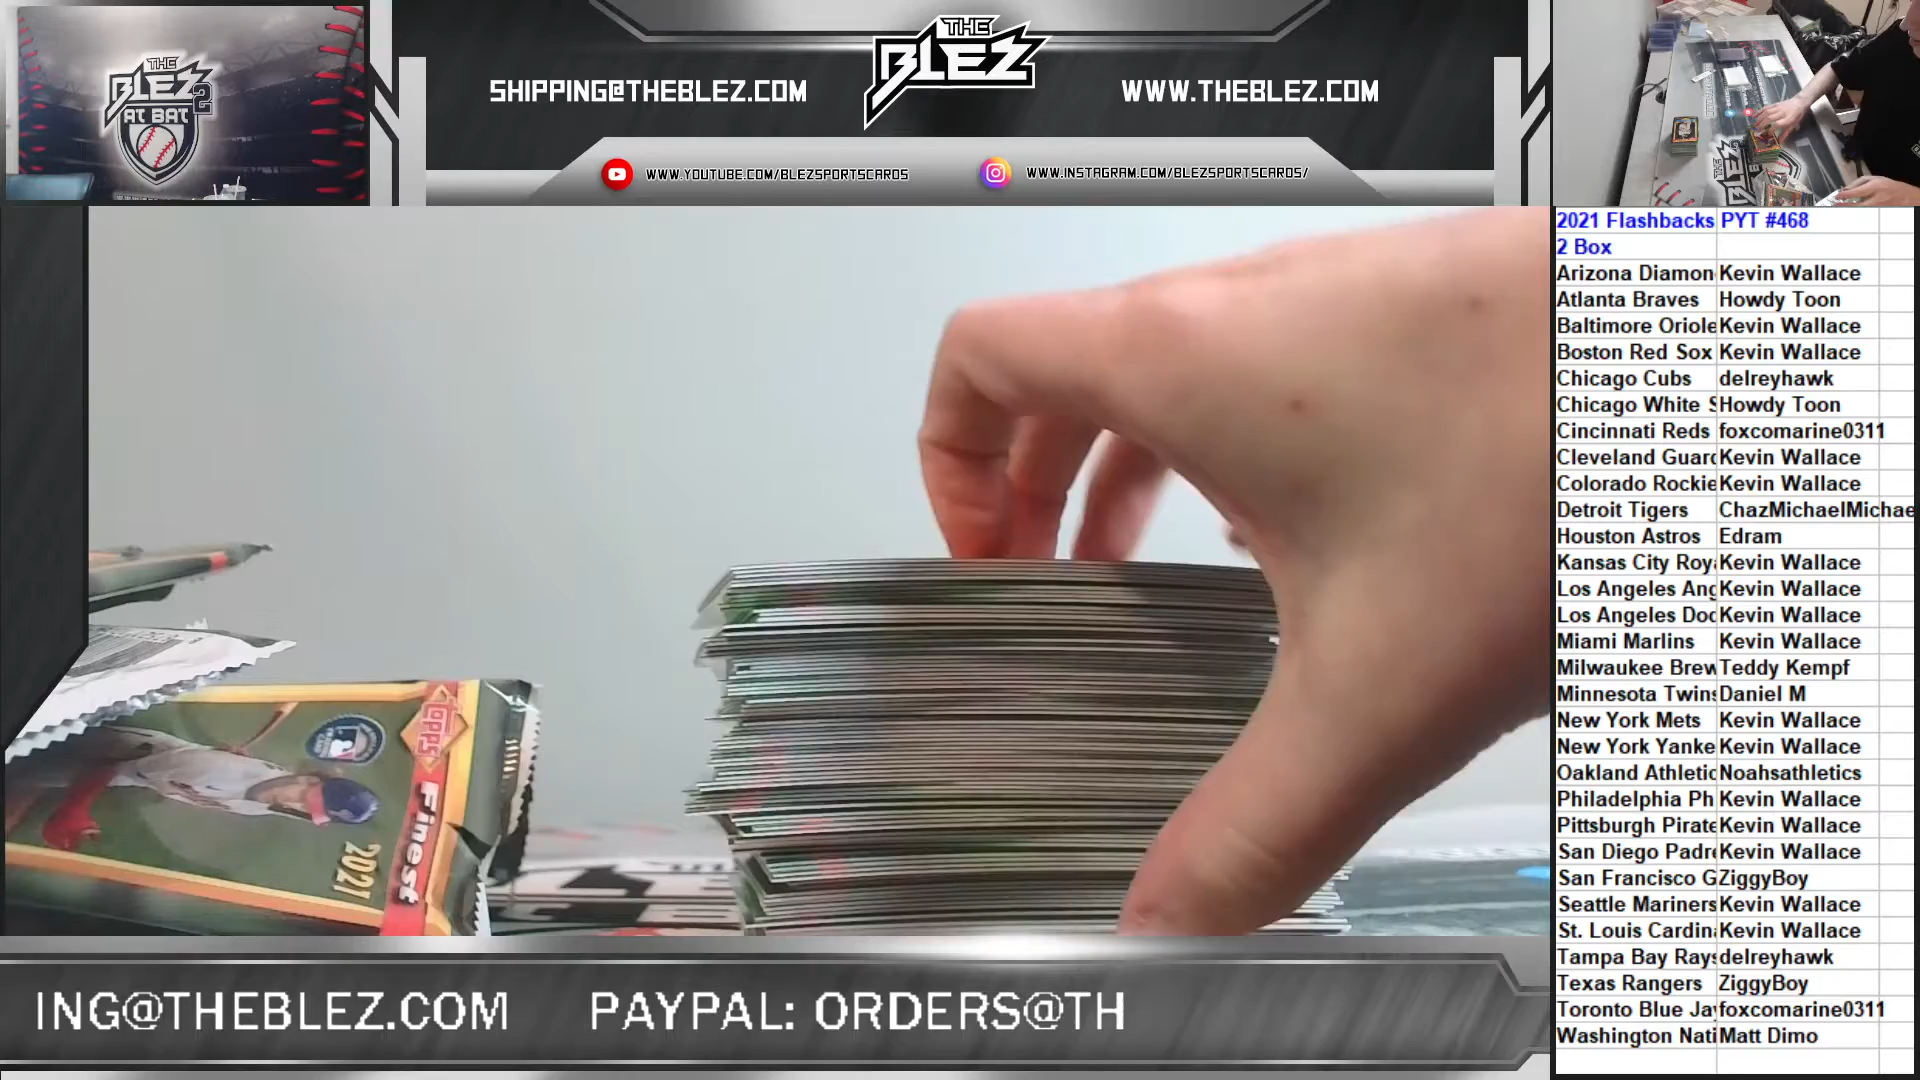 THE
BLEZ 2
AT BAT
THE
BLEZ
SHIPPING@THEBLEZ.COM
WWW.THEBLEZ.COM
WWW.YOUTUBE.COM/BLEZSPORTSCARDS
WWW.INSTAGRAM.COM/BLEZSPORTSCARDS/
2021 Flashbacks PYT #468
2 Box
Arizona Diamon Kevin Wallace
Atlanta Braves Howdy Toon
Baltimore Oriole Kevin Wallace
Boston Red Sox Kevin Wallace
Chicago Cubs delreyhawk
Chicago White S Howdy Toon
Cincinnati Reds foxcomarine0311
Cleveland Guard Kevin Wallace
Colorado Rockie Kevin Wallace
Detroit Tigers ChazMichaelMichae
Houston Astros Edram
Kansas City Roya Kevin Wallace
Los Angeles Ang Kevin Wallace
Los Angeles Dod Kevin Wallace
Miami Marlins Kevin Wallace
Milwaukee Brew Teddy Kempf
Minnesota Twins Daniel M
New York Mets Kevin Wallace
New York Yanke Kevin Wallace
Oakland Athletic Noahsathletics
Philadelphia Ph Kevin Wallace
Pittsburgh Pirate Kevin Wallace
San Diego Padre Kevin Wallace
San Francisco G ZiggyBoy
Seattle Mariners Kevin Wallace
St. Louis Cardina Kevin Wallace
Tampa Bay Rays delreyhawk
Texas Rangers ZiggyBoy
Toronto Blue Jay foxcomarine0311
Washington Nati Matt Dimo
TOPPS
Finest
2021
ING@THEBLEZ.COM PAYPAL: ORDERS@TH